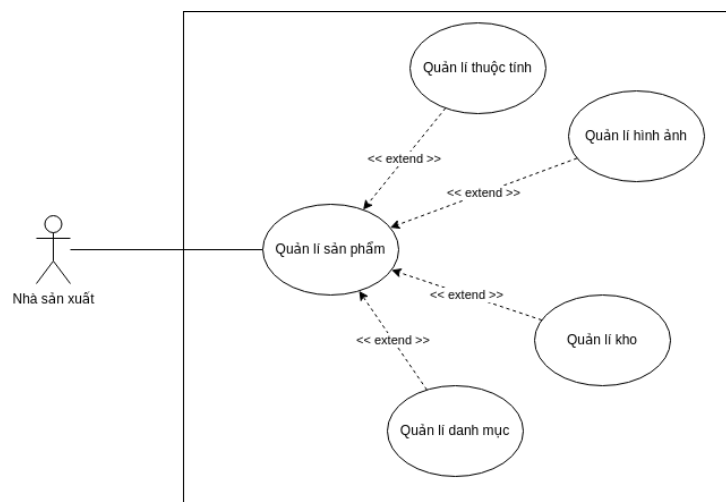 Quản lí thuộc tính
Quản lí hình ảnh
<< extend >>
<< extend >>
Quản lí sản phẩm
Nhà sản xuất
<< extend >>
Quản lí kho
<< extend >>
Quản lí danh mục